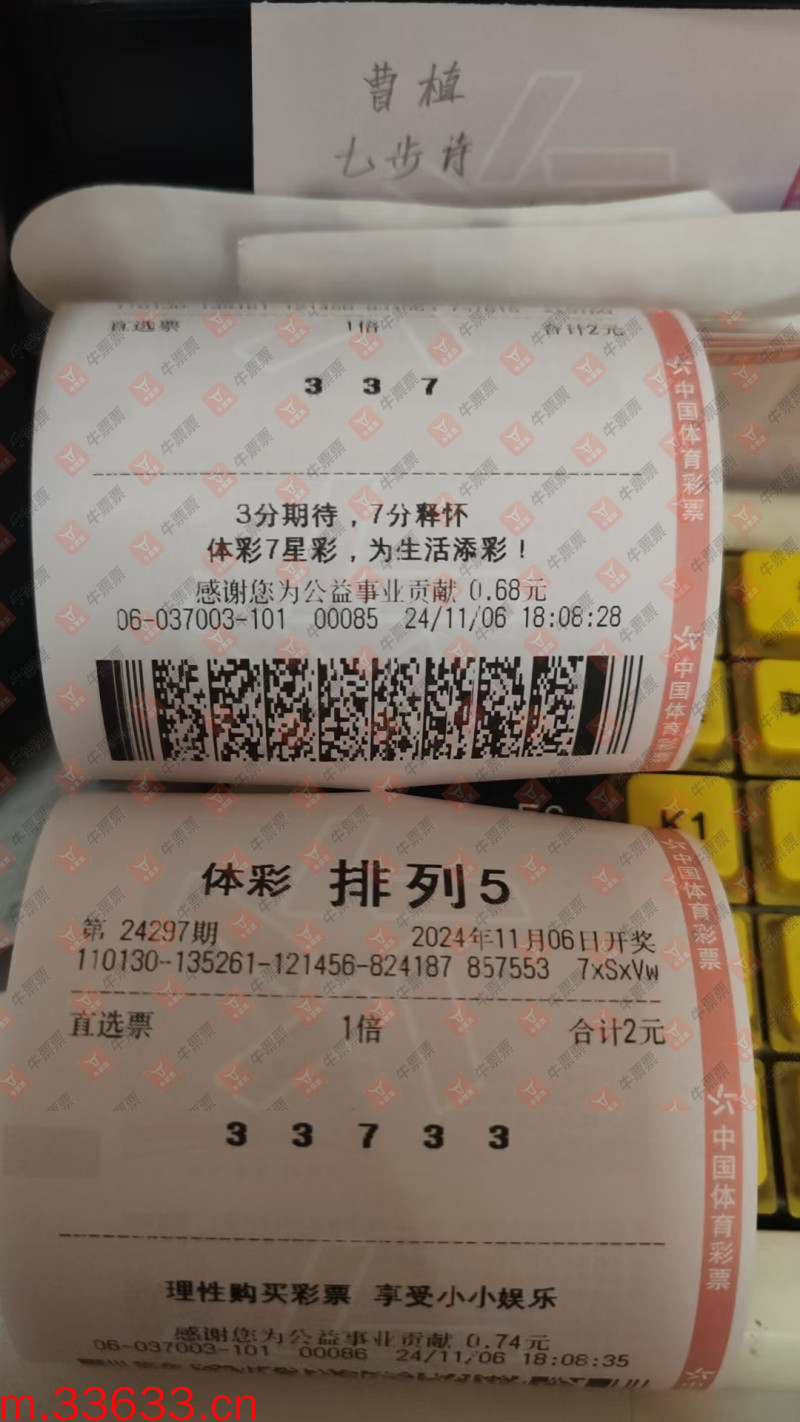 曹植
七步诗
直选票 1倍 合计2元
3 3 7
3分期待，7分释怀
体彩7星彩，为生活添彩！
感谢您为公益事业贡献 0.68元
06-037003-101 00085 24/11/06 18:08:28
中国体育彩票
中国体育彩票
K1
体彩 排列5
第 24297期 2024年11月06日开奖
110130-135261-121456-824187 857553 7xSxVw
直选票 1倍 合计2元
3 3 7 3 3
理性购买彩票 享受小小娱乐
感谢您为公益事业贡献 0.74元
06-037003-101 00086 24/11/06 18:08:35
中国体育彩票
中国体育彩票
牛票票
m.33633.cn